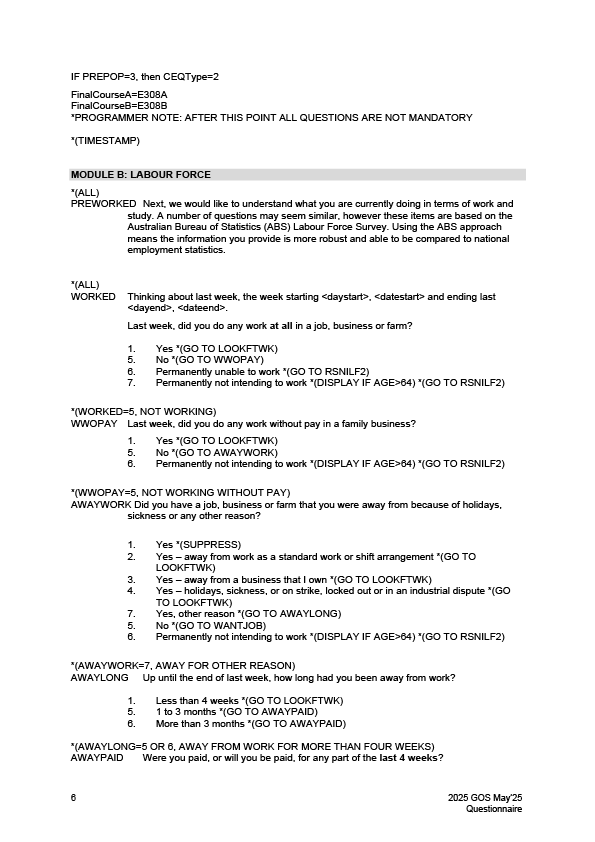 IF PREPOP=3, then CEQType=2
FinalCourseA=E308A
FinalCourseB=E308B
*PROGRAMMER NOTE: AFTER THIS POINT ALL QUESTIONS ARE NOT MANDATORY
*(TIMESTAMP)
MODULE B: LABOUR FORCE
*(ALL)
PREWORKED Next, we would like to understand what you are currently doing in terms of work and
study. A number of questions may seem similar, however these items are based on the
Australian Bureau of Statistics (ABS) Labour Force Survey. Using the ABS approach
means the information you provide is more robust and able to be compared to national
employment statistics.
*(ALL)
WORKED Thinking about last week, the week starting <daystart>, <datestart> and ending last
<dayend>, <dateend>.
Last week, did you do any work at all in a job, business or farm?
1. Yes *(GO TO LOOKFTWK)
5. No *(GO TO WWOPAY)
6. Permanently unable to work *(GO TO RSNILF2)
7. Permanently not intending to work *(DISPLAY IF AGE>64) *(GO TO RSNILF2)
*(WORKED=5, NOT WORKING)
WWOPAY Last week, did you do any work without pay in a family business?
1. Yes *(GO TO LOOKFTWK)
5. No *(GO TO AWAYWORK)
6. Permanently not intending to work *(DISPLAY IF AGE>64) *(GO TO RSNILF2)
*(WWOPAY=5, NOT WORKING WITHOUT PAY)
AWAYWORK Did you have a job, business or farm that you were away from because of holidays,
sickness or any other reason?
1. Yes *(SUPPRESS)
2. Yes – away from work as a standard work or shift arrangement *(GO TO
LOOKFTWK)
3. Yes – away from a business that I own *(GO TO LOOKFTWK)
4. Yes – holidays, sickness, or on strike, locked out or in an industrial dispute *(GO
TO LOOKFTWK)
7. Yes, other reason *(GO TO AWAYLONG)
5. No *(GO TO WANTJOB)
6. Permanently not intending to work *(DISPLAY IF AGE>64) *(GO TO RSNILF2)
*(AWAYWORK=7, AWAY FOR OTHER REASON)
AWAYLONG Up until the end of last week, how long had you been away from work?
1. Less than 4 weeks *(GO TO LOOKFTWK)
5. 1 to 3 months *(GO TO AWAYPAID)
6. More than 3 months *(GO TO AWAYPAID)
*(AWAYLONG=5 OR 6, AWAY FROM WORK FOR MORE THAN FOUR WEEKS)
AWAYPAID Were you paid, or will you be paid, for any part of the last 4 weeks?
6 2025 GOS May'25
Questionnaire